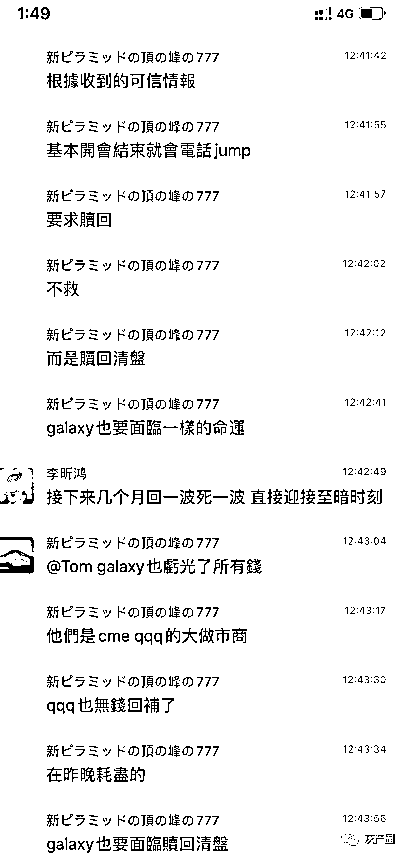 1:49
4G
新ピラミッドの頂の峰の777
12:41:42
根據收到的可信情報
新ピラミッドの頂の峰の777
12:41:55
基本開會結束就會電話jump
新ピラミッドの頂の峰の777
12:41:57
要求贖回
新ピラミッドの頂の峰の777
12:42:02
不救
新ピラミッドの頂の峰の777
12:42:12
而是贖回清盤
新ピラミッドの頂の峰の777
12:42:41
galaxy也要面臨一樣的命運
李昕鸿
12:42:49
接下来几个月回一波死一波 直接迎接至暗时刻
新ピラミッドの頂の峰の777
12:43:04
@Tom galaxy也虧光了所有錢
新ピラミッドの頂の峰の777
12:43:17
他們是cme qqq的大做市商
新ピラミッドの頂の峰の777
12:43:30
qqq也無錢回補了
新ピラミッドの頂の峰の777
12:43:34
在昨晚耗盡的
新ピラミッドの頂の峰の777
12:43:56
galaxy也要面臨贖回清盤
灰产圈